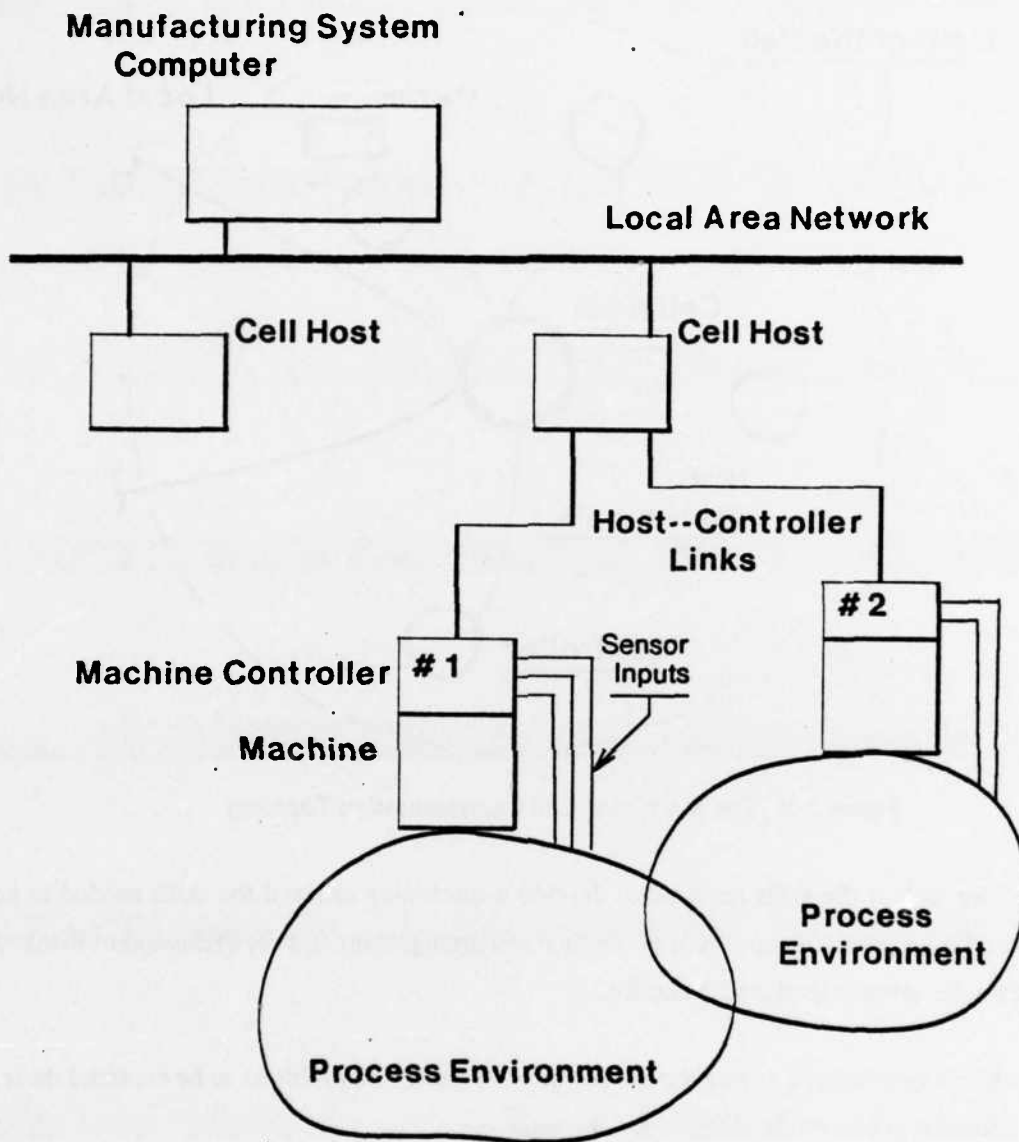 Manufacturing System
Computer
Local Area Network
Cell Host
Cell Host
Host--Controller
Links
# 2
Sensor
Inputs
Machine Controller
# 1
Machine
Process
Environment
Process Environment